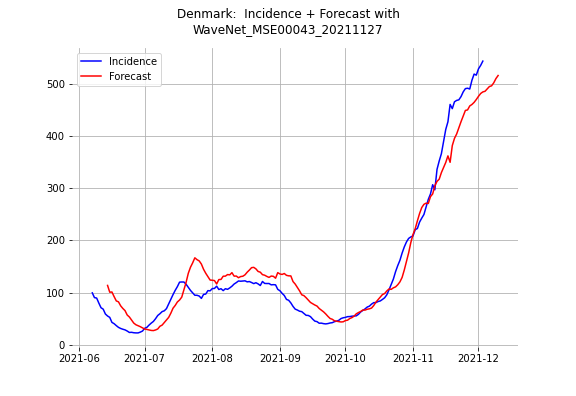 Denmark:  Incidence + Forecast with
WaveNet_MSE00043_20211127
Incidence
Forecast
500
400
300
200
100
0
2021-06 2021-07 2021-08 2021-09 2021-10 2021-11 2021-12